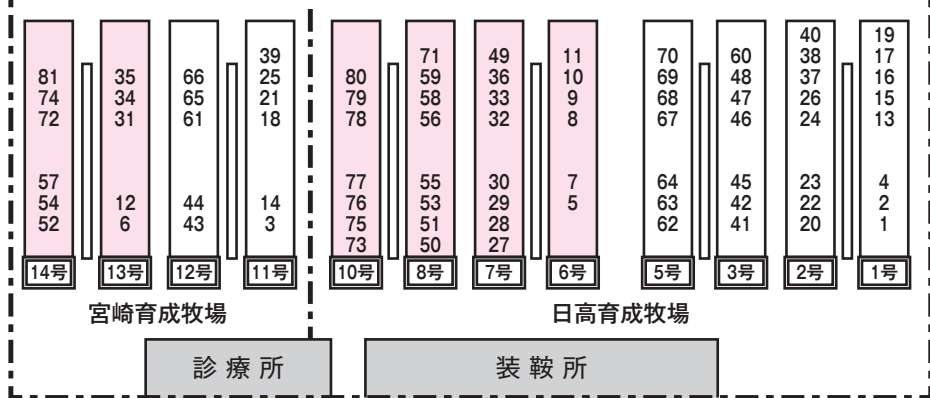 81 74 72 57 54 52 14号
35 34 31 12 6 13号
66 65 61 44 43 12号
39 25 21 18 14 3 11号
80 79 78 77 76 75 73 10号
71 59 58 56 55 53 51 50 8号
49 36 33 32 30 29 28 27 7号
11 10 9 8 7 5 6号
70 69 68 67 64 63 62 5号
60 48 47 46 45 42 41 3号
40 38 37 26 24 23 22 20 2号
19 17 16 15 13 4 2 1 1号
宮崎育成牧場
日高育成牧場
診療所
装鞍所